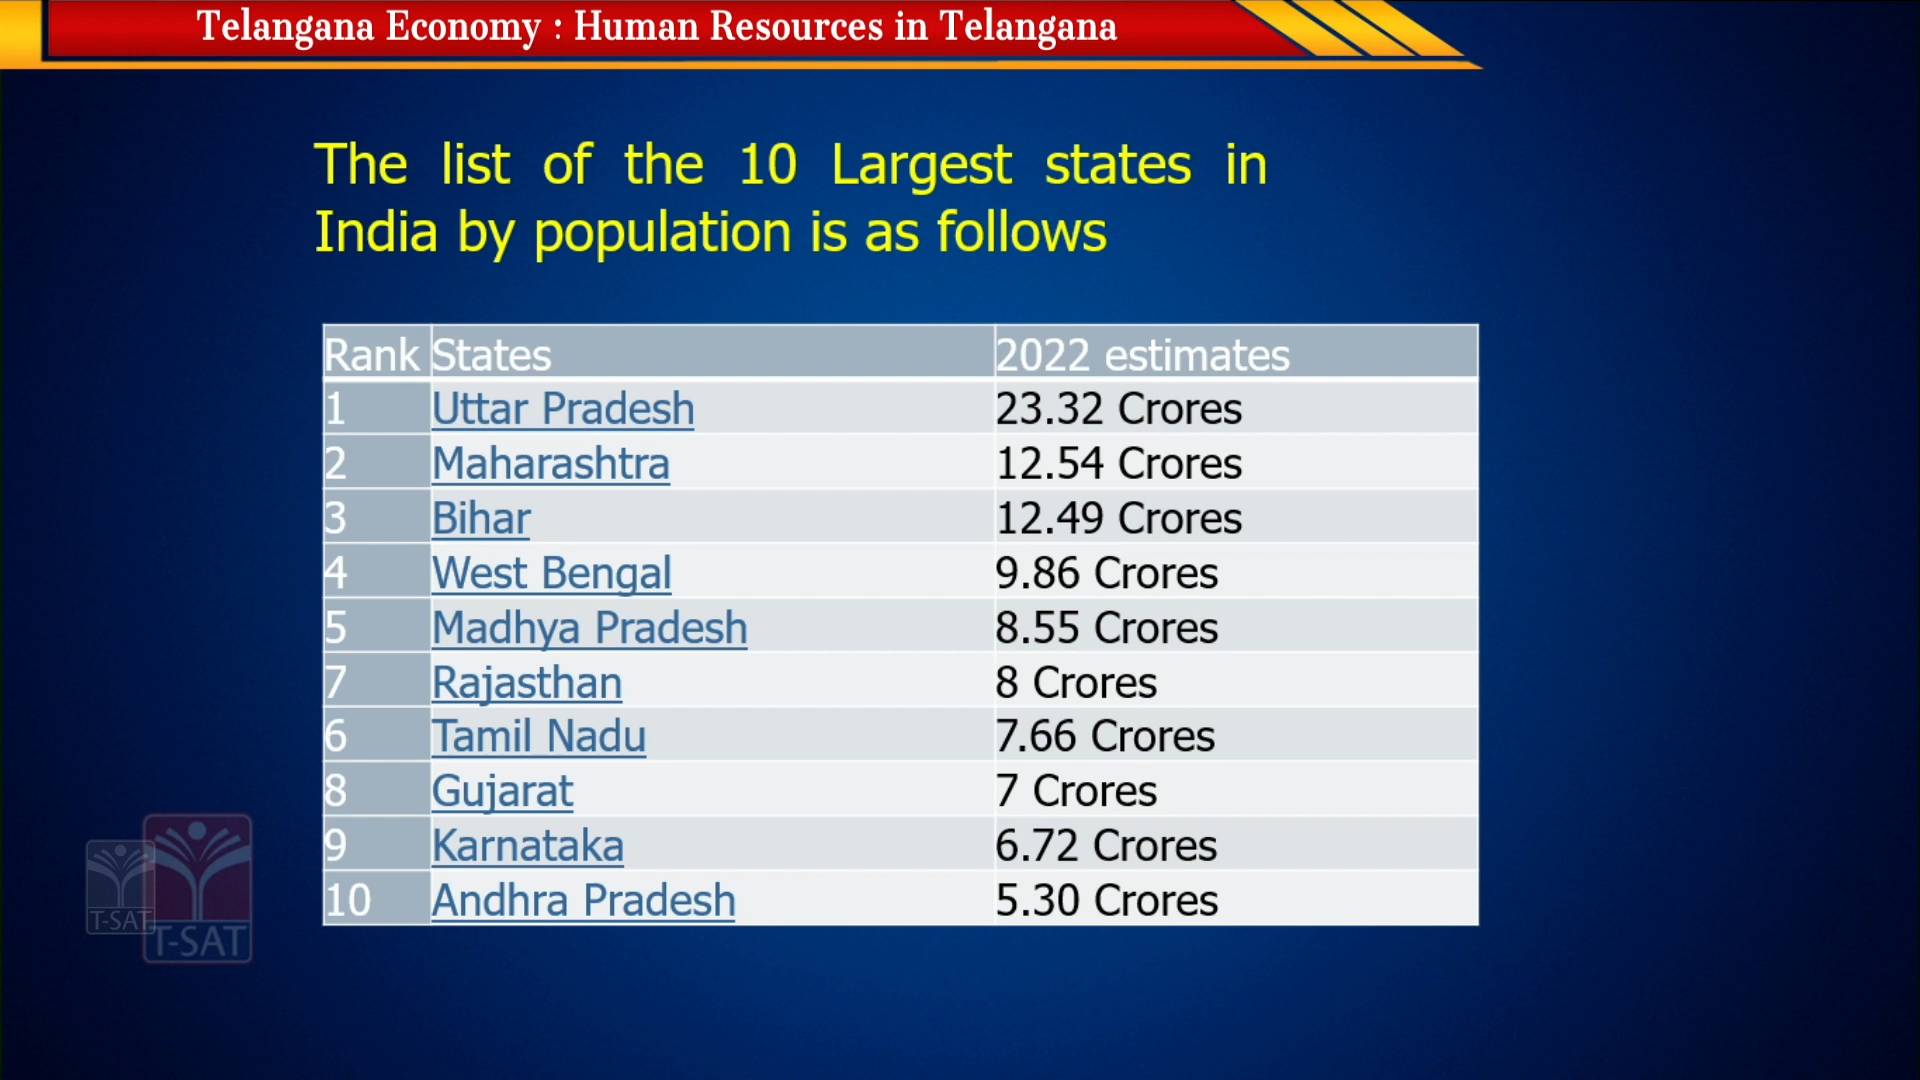 Telangana Economy : Human Resources in Telangana
The list of the 10 Largest states in
India by population is as follows
Rank States 2022 estimates
1 Uttar Pradesh 23.32 Crores
2 Maharashtra 12.54 Crores
3 Bihar 12.49 Crores
4 West Bengal 9.86 Crores
5 Madhya Pradesh 8.55 Crores
7 Rajasthan 8 Crores
6 Tamil Nadu 7.66 Crores
8 Gujarat 7 Crores
9 Karnataka 6.72 Crores
10 Andhra Pradesh 5.30 Crores
T-SAT
T-SAT